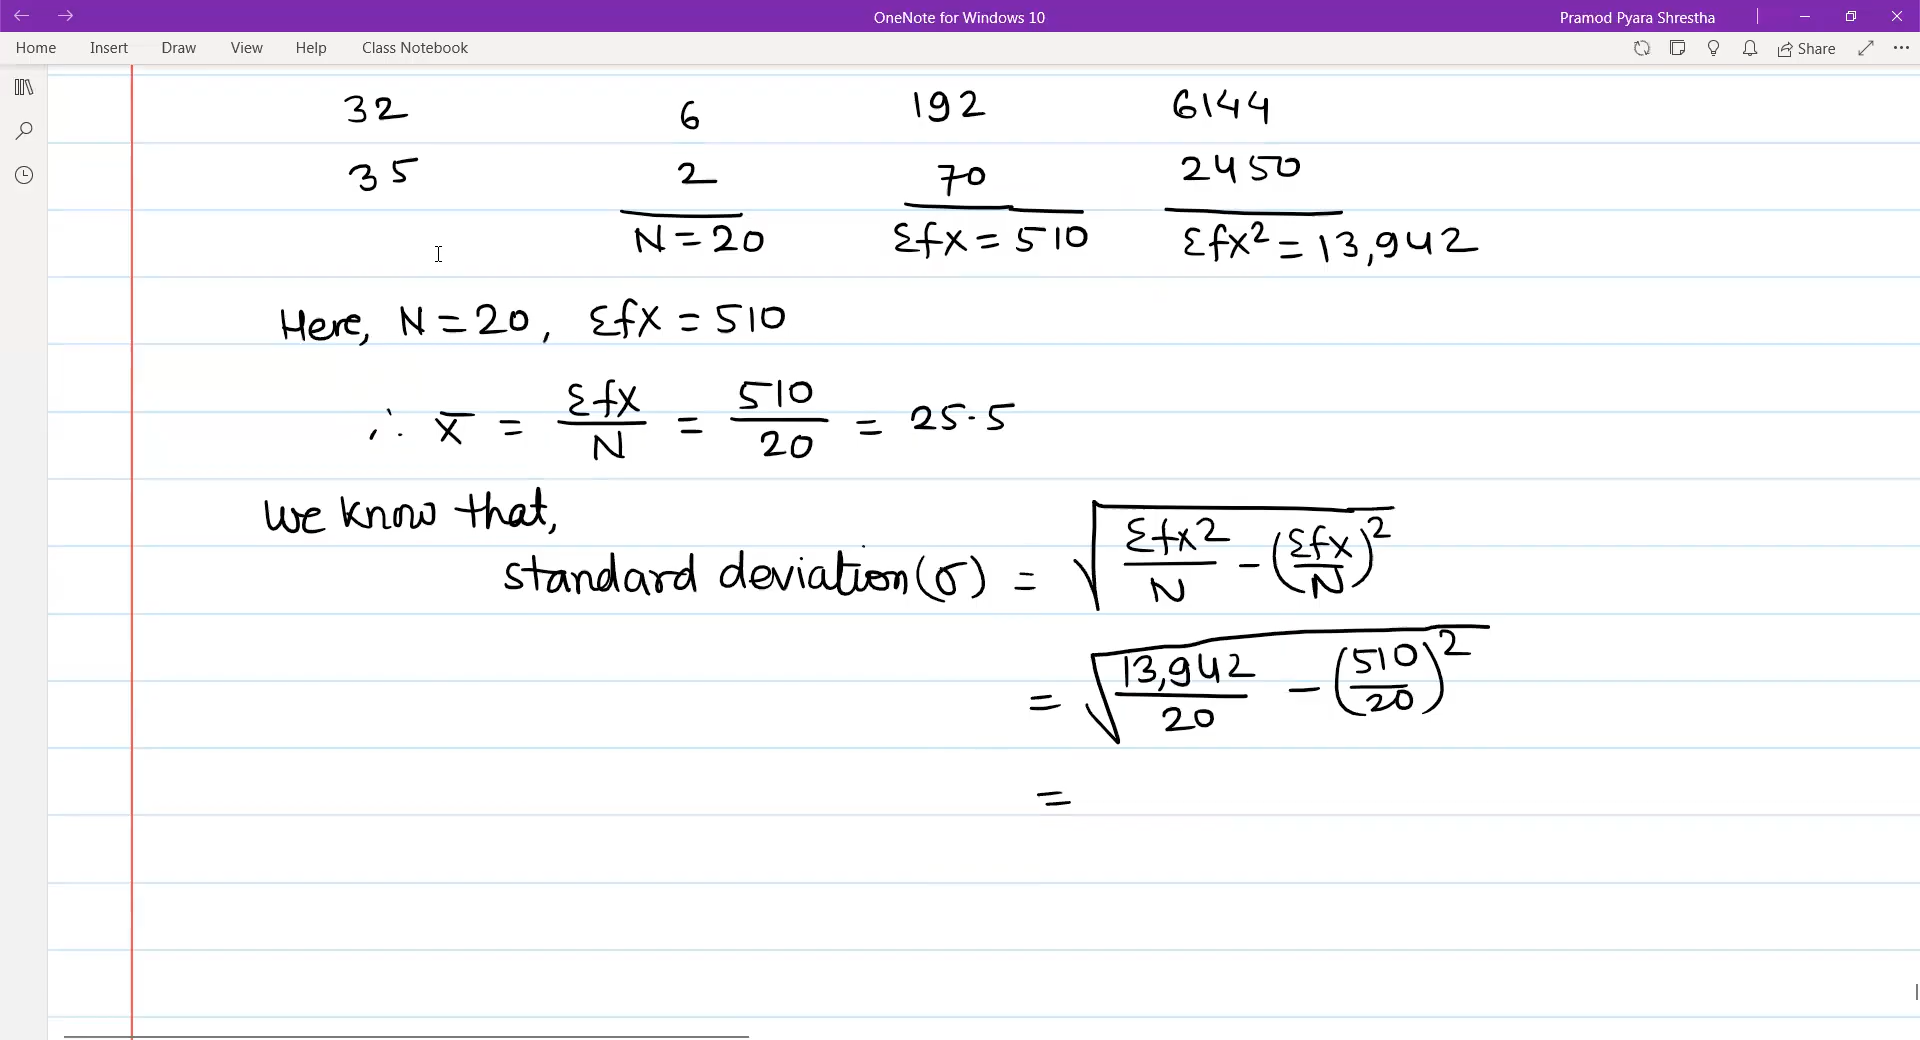 OneNote for Windows 10
Pramod Pyara Shrestha
Home Insert Draw View Help Class Notebook Share
32 6 192 6144
35 2 70 2450
N = 20 Σfx = 510 Σfx² = 13,942
Here, N = 20, Σfx = 510
∴ x̅ = Σfx/N = 510/20 = 25.5
We know that,
standard deviation (σ) = √(Σfx²/N - (Σfx/N)²)
= √(13,942/20 - (510/20)²)
=